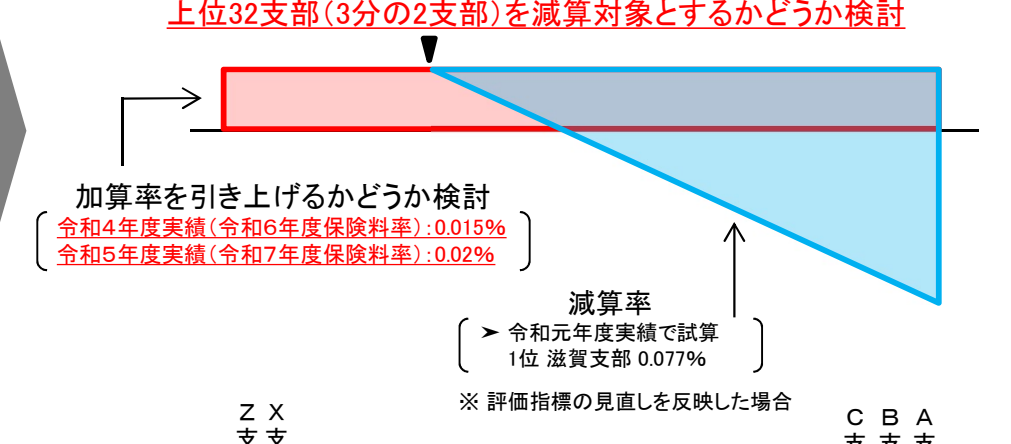 上位32支部(3分の2支部)を減算対象とするかどうか検討
加算率を引き上げるかどうか検討
令和4年度実績(令和6年度保険料率):0.015%
令和5年度実績(令和7年度保険料率):0.02%
減算率
➤ 令和元年度実績で試算
1位 滋賀支部 0.077%
※ 評価指標の見直しを反映した場合
Z X
支 支
C B A
支 支 支